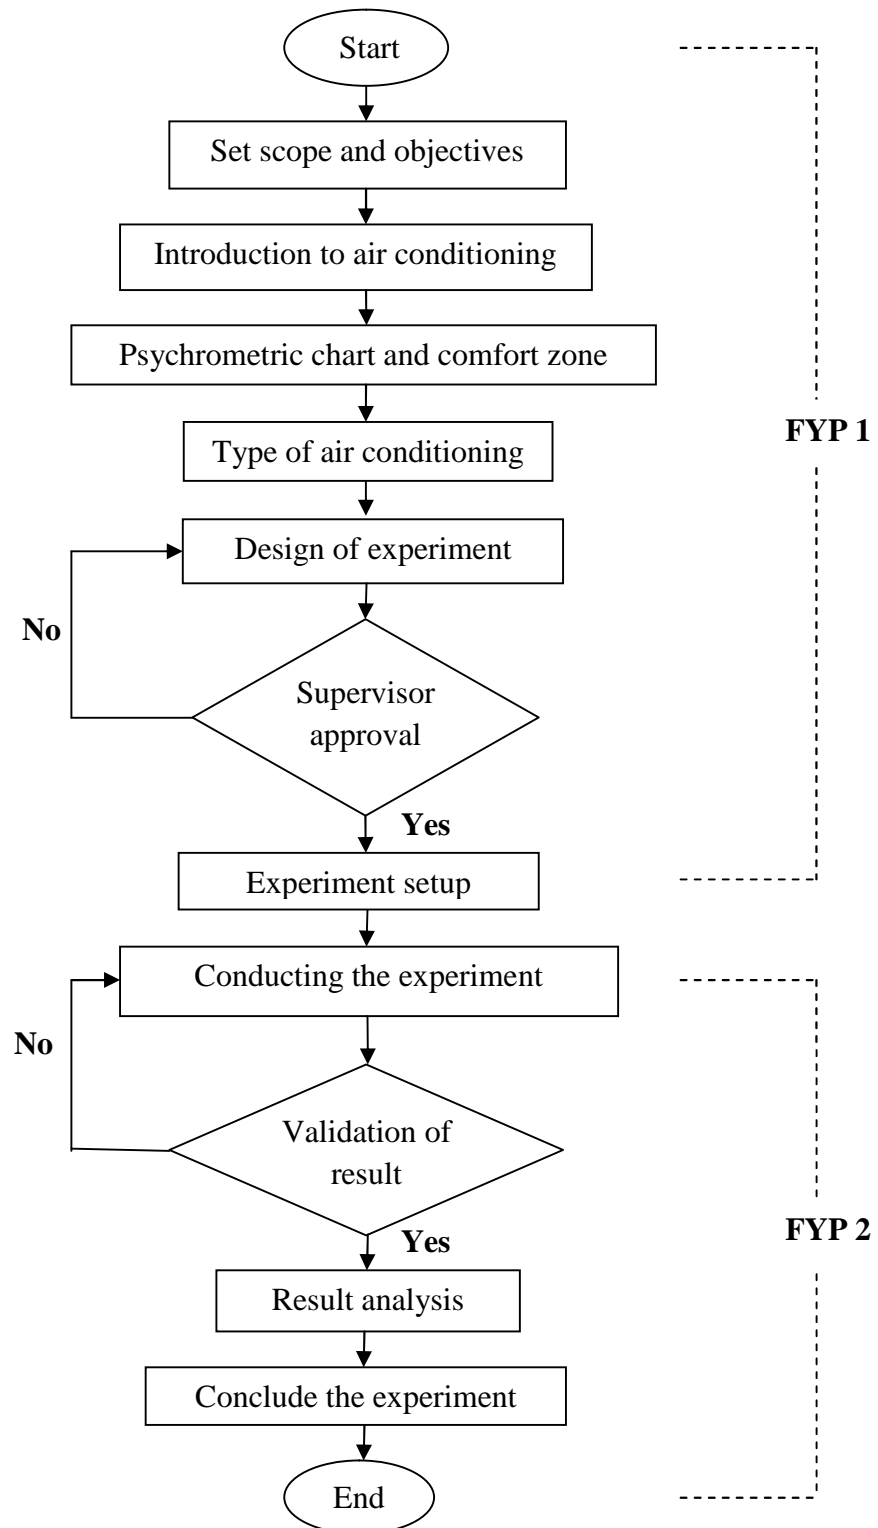 Start
Set scope and objectives
Introduction to air conditioning
Psychrometric chart and comfort zone
Type of air conditioning
FYP 1
Design of experiment
No
Supervisor
approval
Yes
Experiment setup
Conducting the experiment
No
Validation of
result
FYP 2
Yes
Result analysis
Conclude the experiment
End